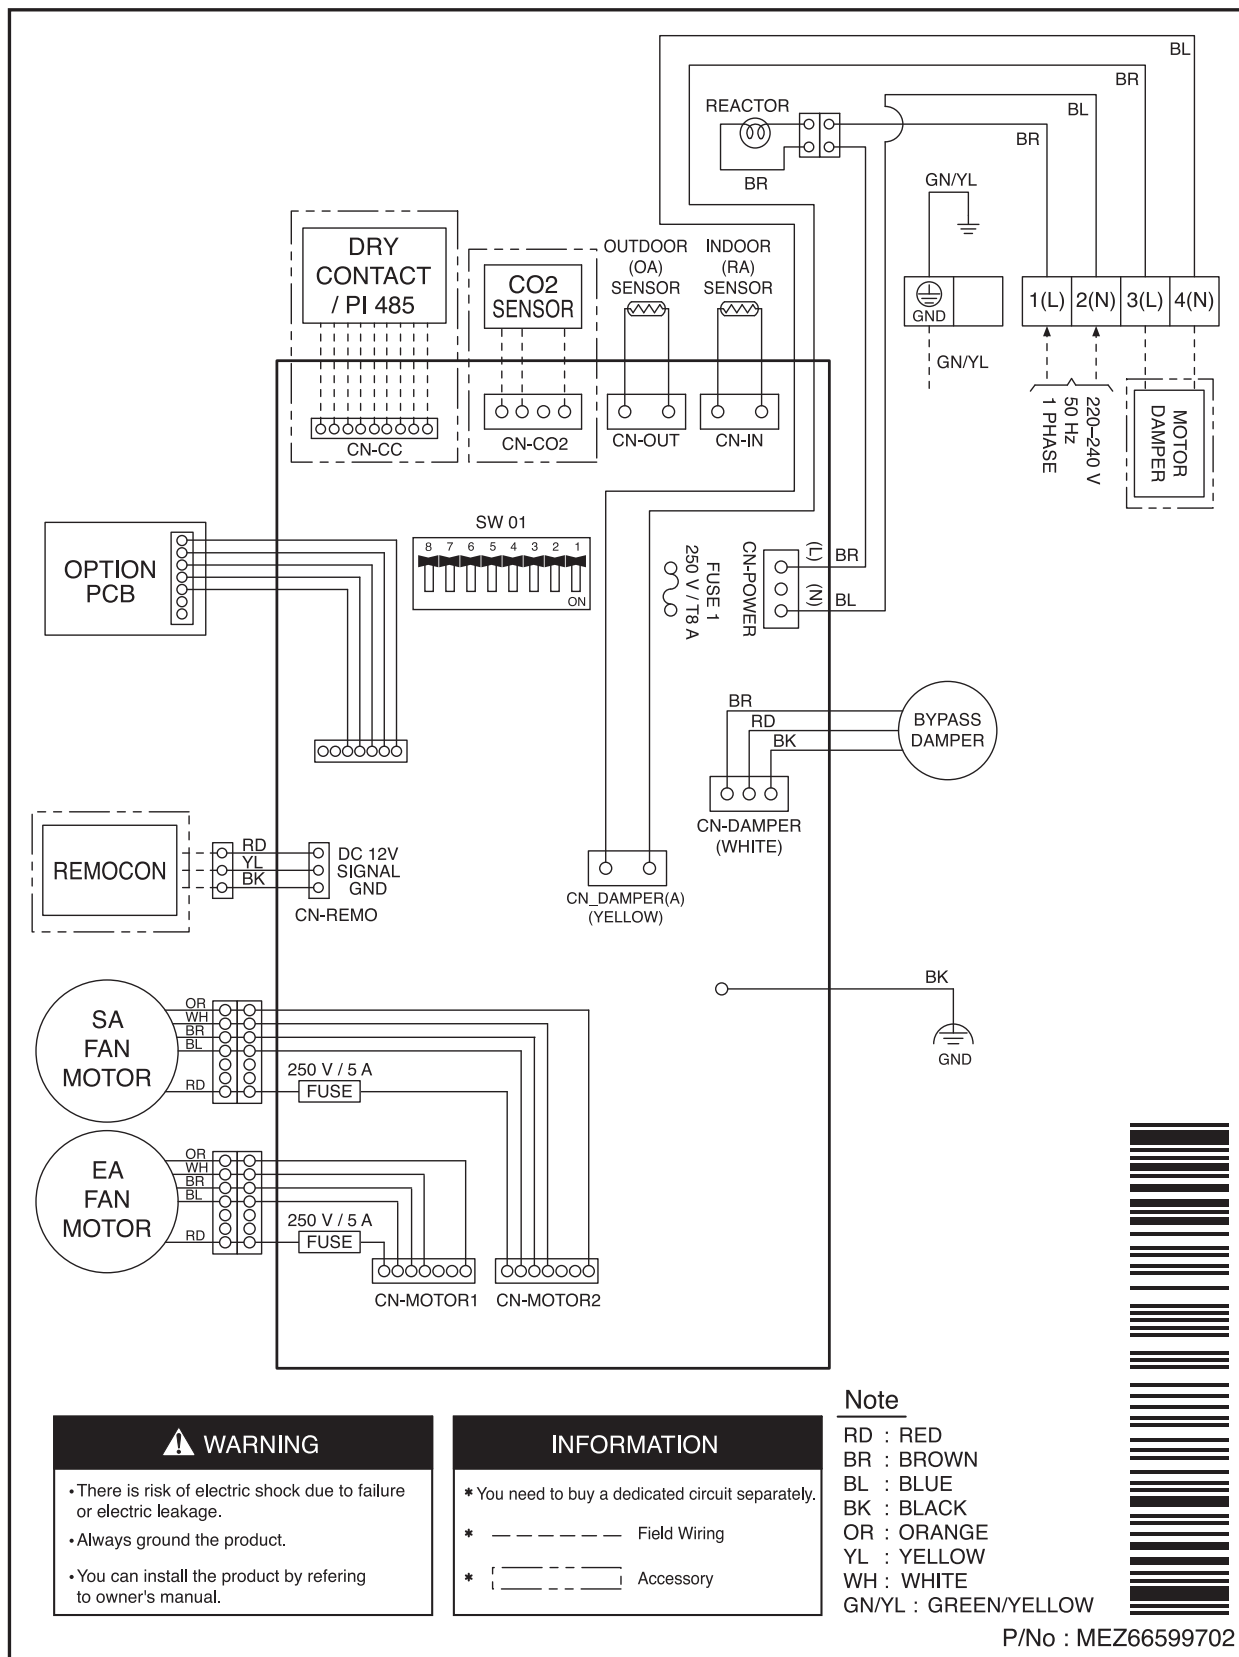 BL
BR
REACTOR
BL
BR
BR
GN/YL
DRY
CONTACT
/ PI 485
CO2
SENSOR
OUTDOOR
(OA)
SENSOR
INDOOR
(RA)
SENSOR
GND
1(L) 2(N) 3(L) 4(N)
GN/YL
220–240 V
50 Hz
1 PHASE
MOTOR
DAMPER
CN-CC
CN-CO2
CN-OUT
CN-IN
SW 01
8 7 6 5 4 3 2 1
ON
OPTION
PCB
FUSE 1
250 V / T8 A
CN-POWER
(L)
(N)
BR
BL
BR
RD
BK
BYPASS
DAMPER
CN-DAMPER
(WHITE)
REMOCON
RD
YL
BK
DC 12V
SIGNAL
GND
CN-REMO
CN_DAMPER(A)
(YELLOW)
BK
GND
SA
FAN
MOTOR
OR
WH
BR
BL
RD
250 V / 5 A
FUSE
EA
FAN
MOTOR
OR
WH
BR
BL
RD
250 V / 5 A
FUSE
CN-MOTOR1
CN-MOTOR2
WARNING
• There is risk of electric shock due to failure
or electric leakage.
• Always ground the product.
• You can install the product by refering
to owner's manual.
INFORMATION
* You need to buy a dedicated circuit separately.
* Field Wiring
* Accessory
Note
RD : RED
BR : BROWN
BL : BLUE
BK : BLACK
OR : ORANGE
YL : YELLOW
WH : WHITE
GN/YL : GREEN/YELLOW
P/No : MEZ66599702